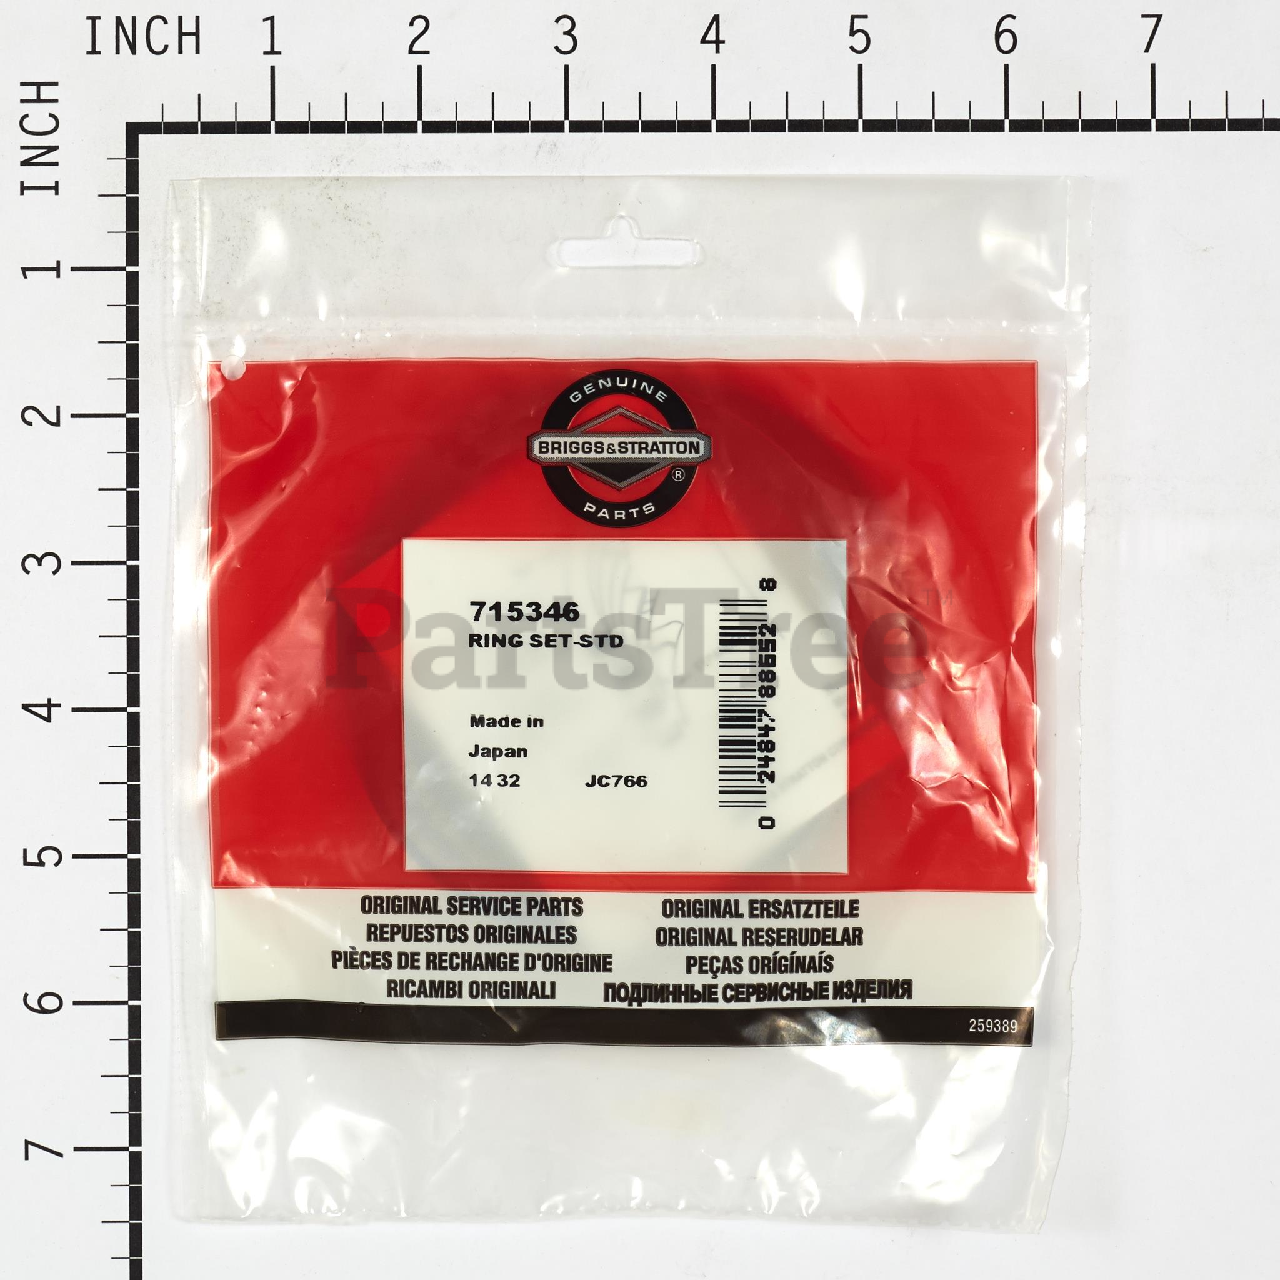 INCH 1 2 3 4 5 6 7
INCH 1 2 3 4 5 6 7
GENUINE
BRIGGS&STRATTON
®
PARTS
715346
RING SET-STD
PartsTree
TM
Made in
Japan
14 32 JC766
0 24847 88652 8
ORIGINAL SERVICE PARTS
REPUESTOS ORIGINALES
PIÈCES DE RECHANGE D'ORIGINE
RICAMBI ORIGINALI
ORIGINAL ERSATZTEILE
ORIGINAL RESERUDELAR
PEÇAS ORÍGÍNAÍS
ПОДЛИННЫЕ СЕРВИСНЫЕ ИЗДЕЛИЯ
259389